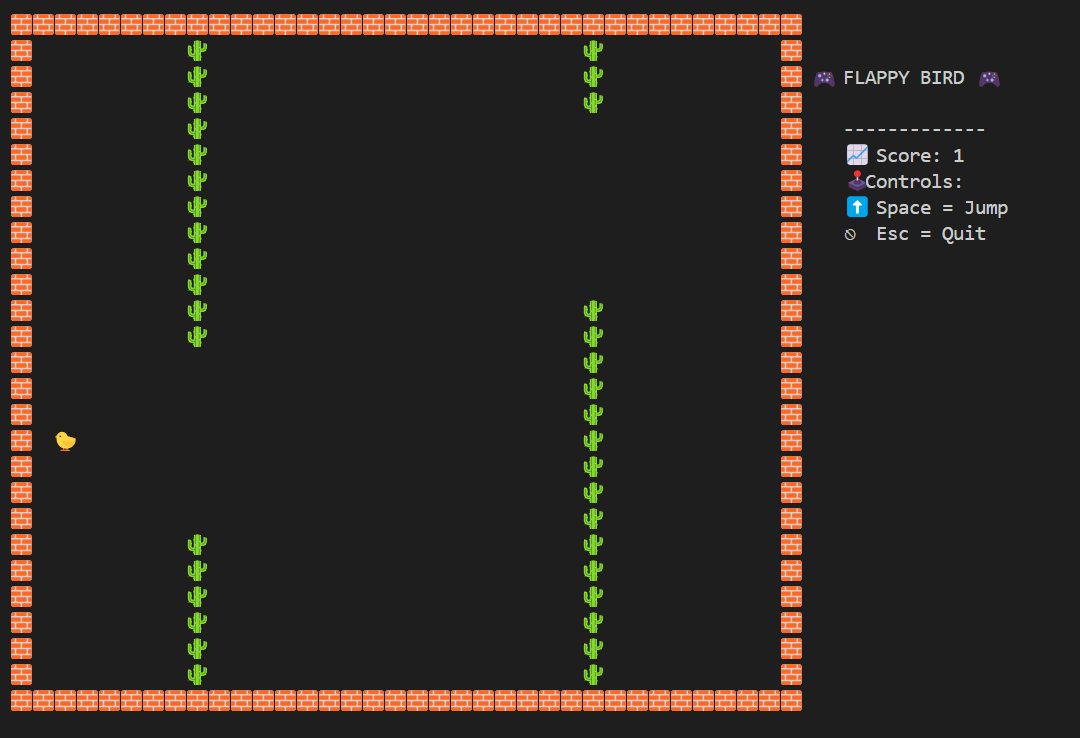 🎮 FLAPPY BIRD 🎮
-------------
📈 Score: 1
🕹️Controls:
⬆️ Space = Jump
⦰ Esc = Quit